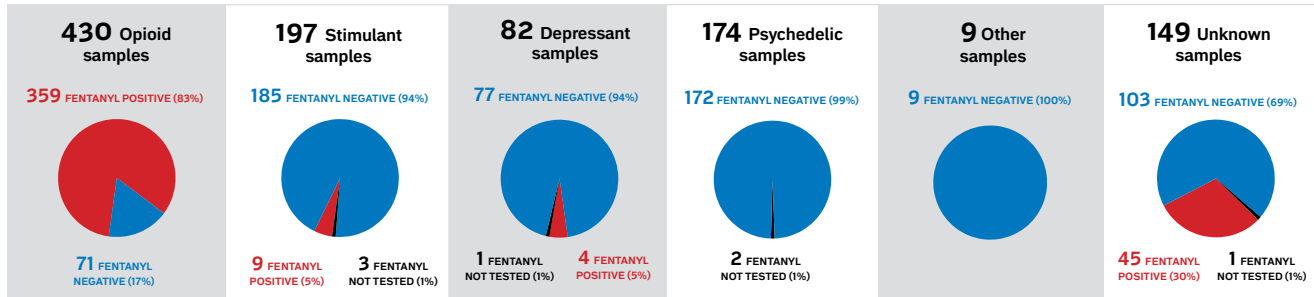 430 Opioid
samples
359 FENTANYL POSITIVE (83%)
71 FENTANYL
NEGATIVE (17%)
197 Stimulant
samples
185 FENTANYL NEGATIVE (94%)
9 FENTANYL
POSITIVE (5%)
3 FENTANYL
NOT TESTED (1%)
82 Depressant
samples
77 FENTANYL NEGATIVE (94%)
1 FENTANYL
NOT TESTED (1%)
4 FENTANYL
POSITIVE (5%)
174 Psychedelic
samples
172 FENTANYL NEGATIVE (99%)
2 FENTANYL
NOT TESTED (1%)
9 Other
samples
9 FENTANYL NEGATIVE (100%)
149 Unknown
samples
103 FENTANYL NEGATIVE (69%)
45 FENTANYL
POSITIVE (30%)
1 FENTANYL
NOT TESTED (1%)